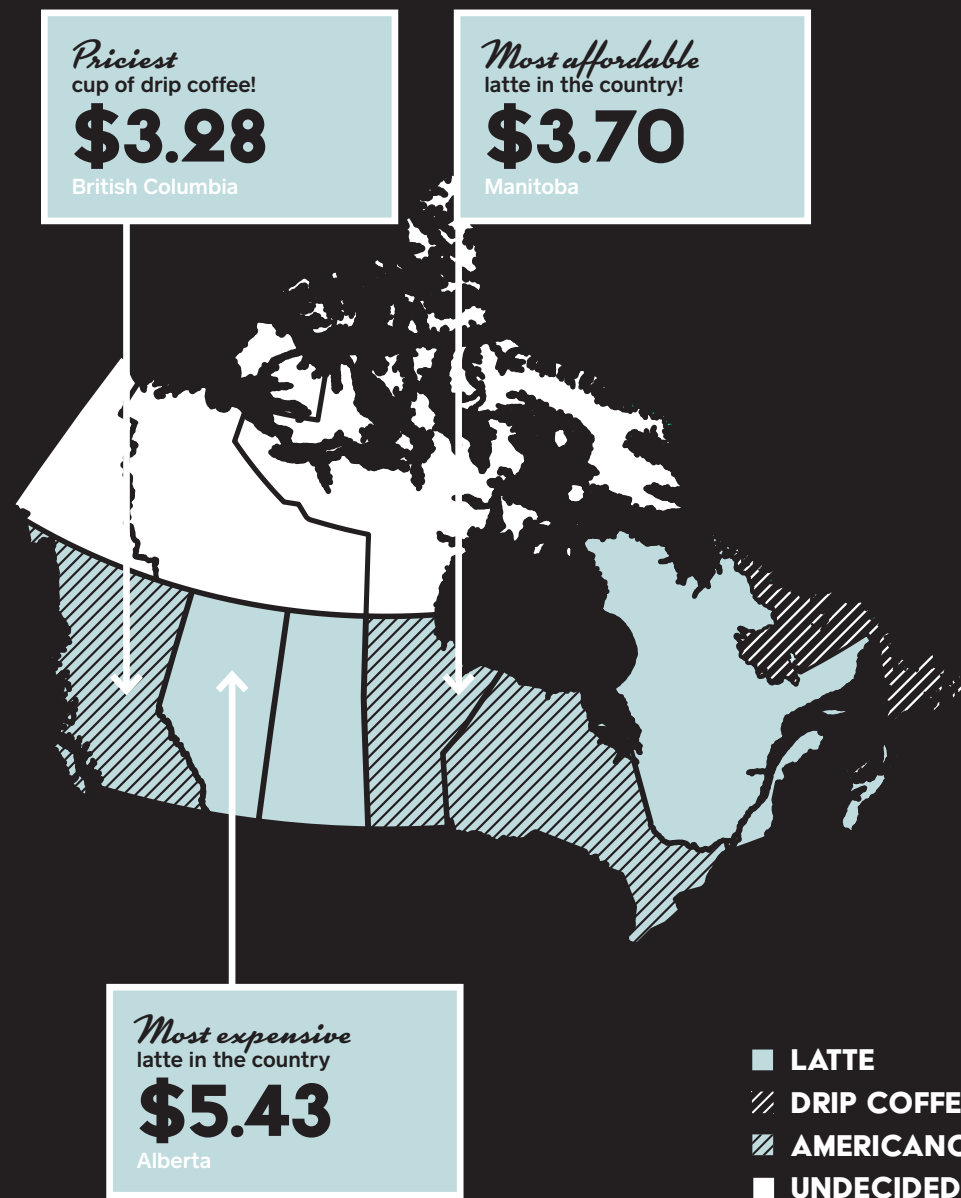 Priciest
cup of drip coffee!
$3.28
British Columbia
Most affordable
latte in the country!
$3.70
Manitoba
Most expensive
latte in the country
$5.43
Alberta
LATTE
DRIP COFFE
AMERICANO
UNDECIDED